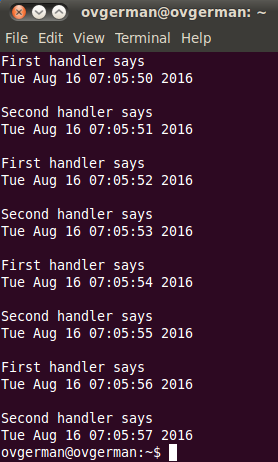 ovgerman@ovgerman: ~
File Edit View Terminal Help
First handler says
Tue Aug 16 07:05:50 2016
Second handler says
Tue Aug 16 07:05:51 2016
First handler says
Tue Aug 16 07:05:52 2016
Second handler says
Tue Aug 16 07:05:53 2016
First handler says
Tue Aug 16 07:05:54 2016
Second handler says
Tue Aug 16 07:05:55 2016
First handler says
Tue Aug 16 07:05:56 2016
Second handler says
Tue Aug 16 07:05:57 2016
ovgerman@ovgerman:~$